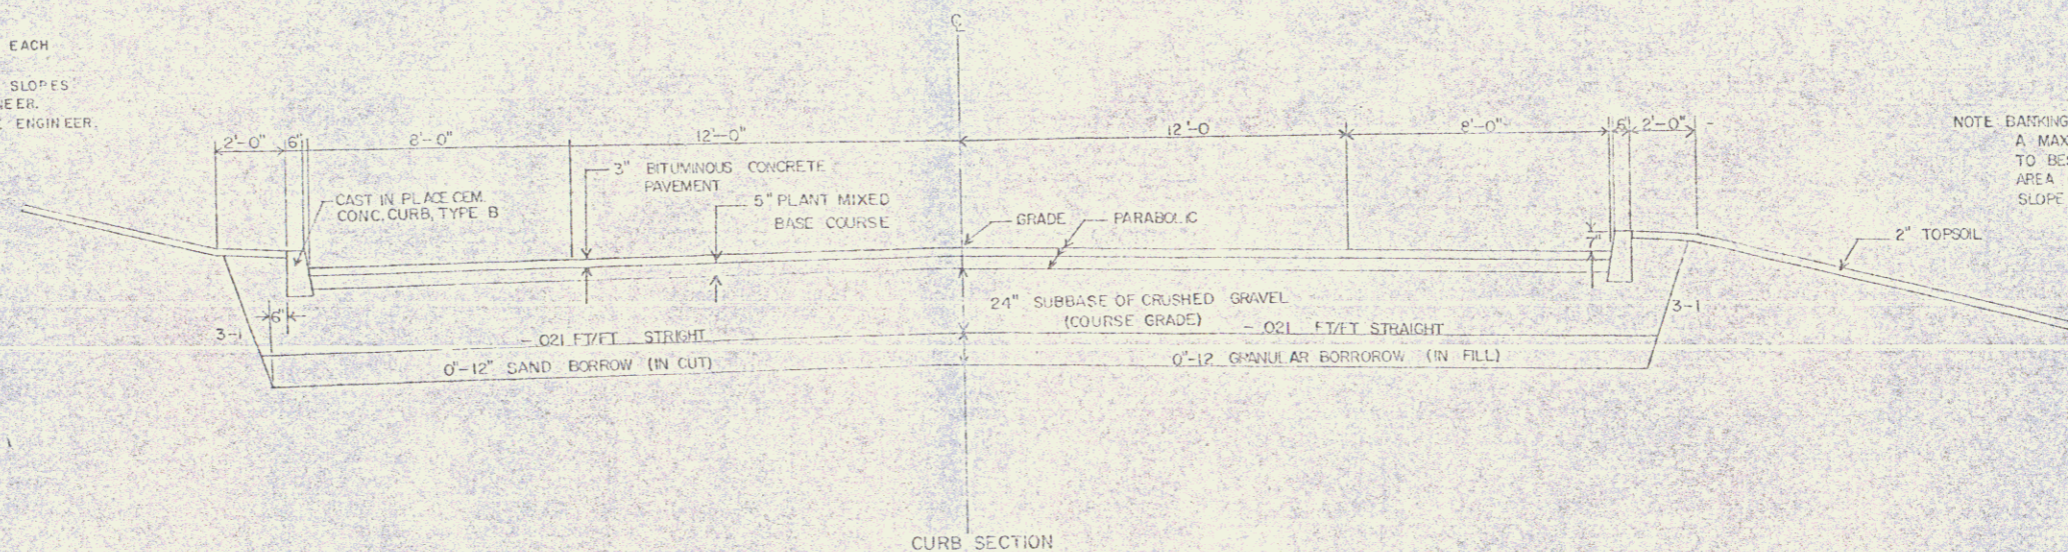 EACH
SLOPES
NEER.
ENGINEER.
℄
2'-0" 6" 8'-0" 12'-0" 12'-0 8'-0" 6" 2'-0"
NOTE BANKING
A MAX
TO BE
AREA
SLOPE
3" BITUMINOUS CONCRETE
PAVEMENT
5" PLANT MIXED
BASE COURSE
CAST IN PLACE CEM.
CONC. CURB, TYPE B
GRADE PARABOLIC
7"
2" TOPSOIL
6"
3-1
24" SUBBASE OF CRUSHED GRAVEL
(COURSE GRADE)
3-1
-.021 FT/FT STRIGHT
-.021 FT/FT STRAIGHT
0"-12" SAND BORROW (IN CUT)
0"-12 GRANULAR BORROROW (IN FILL)
CURB SECTION